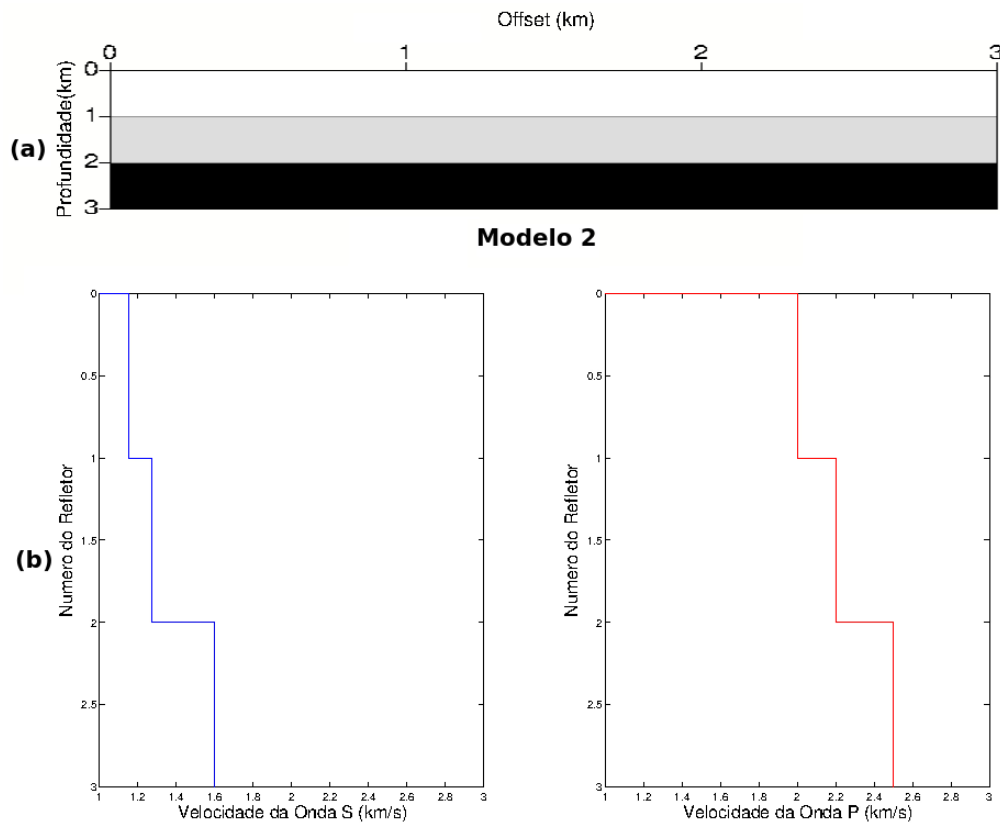 Offset (km)
0 1 2 3
0
1
2
3
Profundidade(km)
(a)
Modelo 2
(b)
0
0.5
1
1.5
2
2.5
3
Numero do Refletor
1 1.2 1.4 1.6 1.8 2 2.2 2.4 2.6 2.8 3
Velocidade da Onda S (km/s)
0
0.5
1
1.5
2
2.5
3
Numero do Refletor
1 1.2 1.4 1.6 1.8 2 2.2 2.4 2.6 2.8 3
Velocidade da Onda P (km/s)